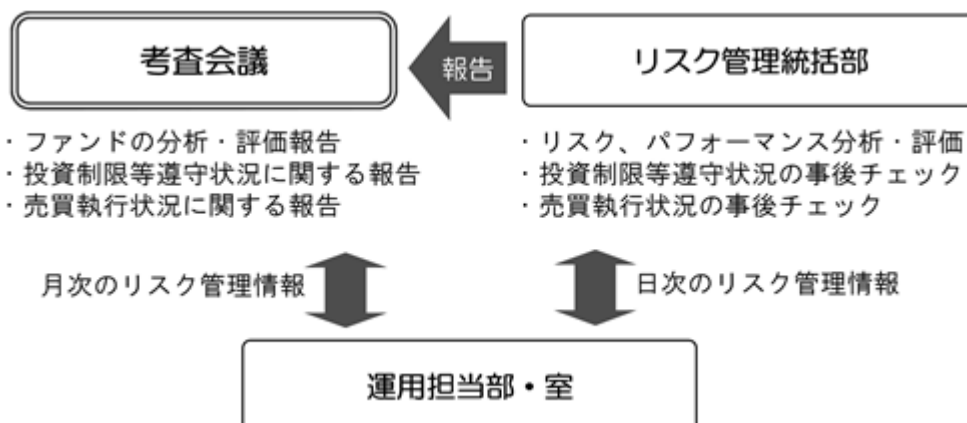 考査会議
報告
リスク管理統括部
・ファンドの分析・評価報告
・投資制限等遵守状況に関する報告
・売買執行状況に関する報告
・リスク、パフォーマンス分析・評価
・投資制限等遵守状況の事後チェック
・売買執行状況の事後チェック
月次のリスク管理情報
日次のリスク管理情報
運用担当部・室